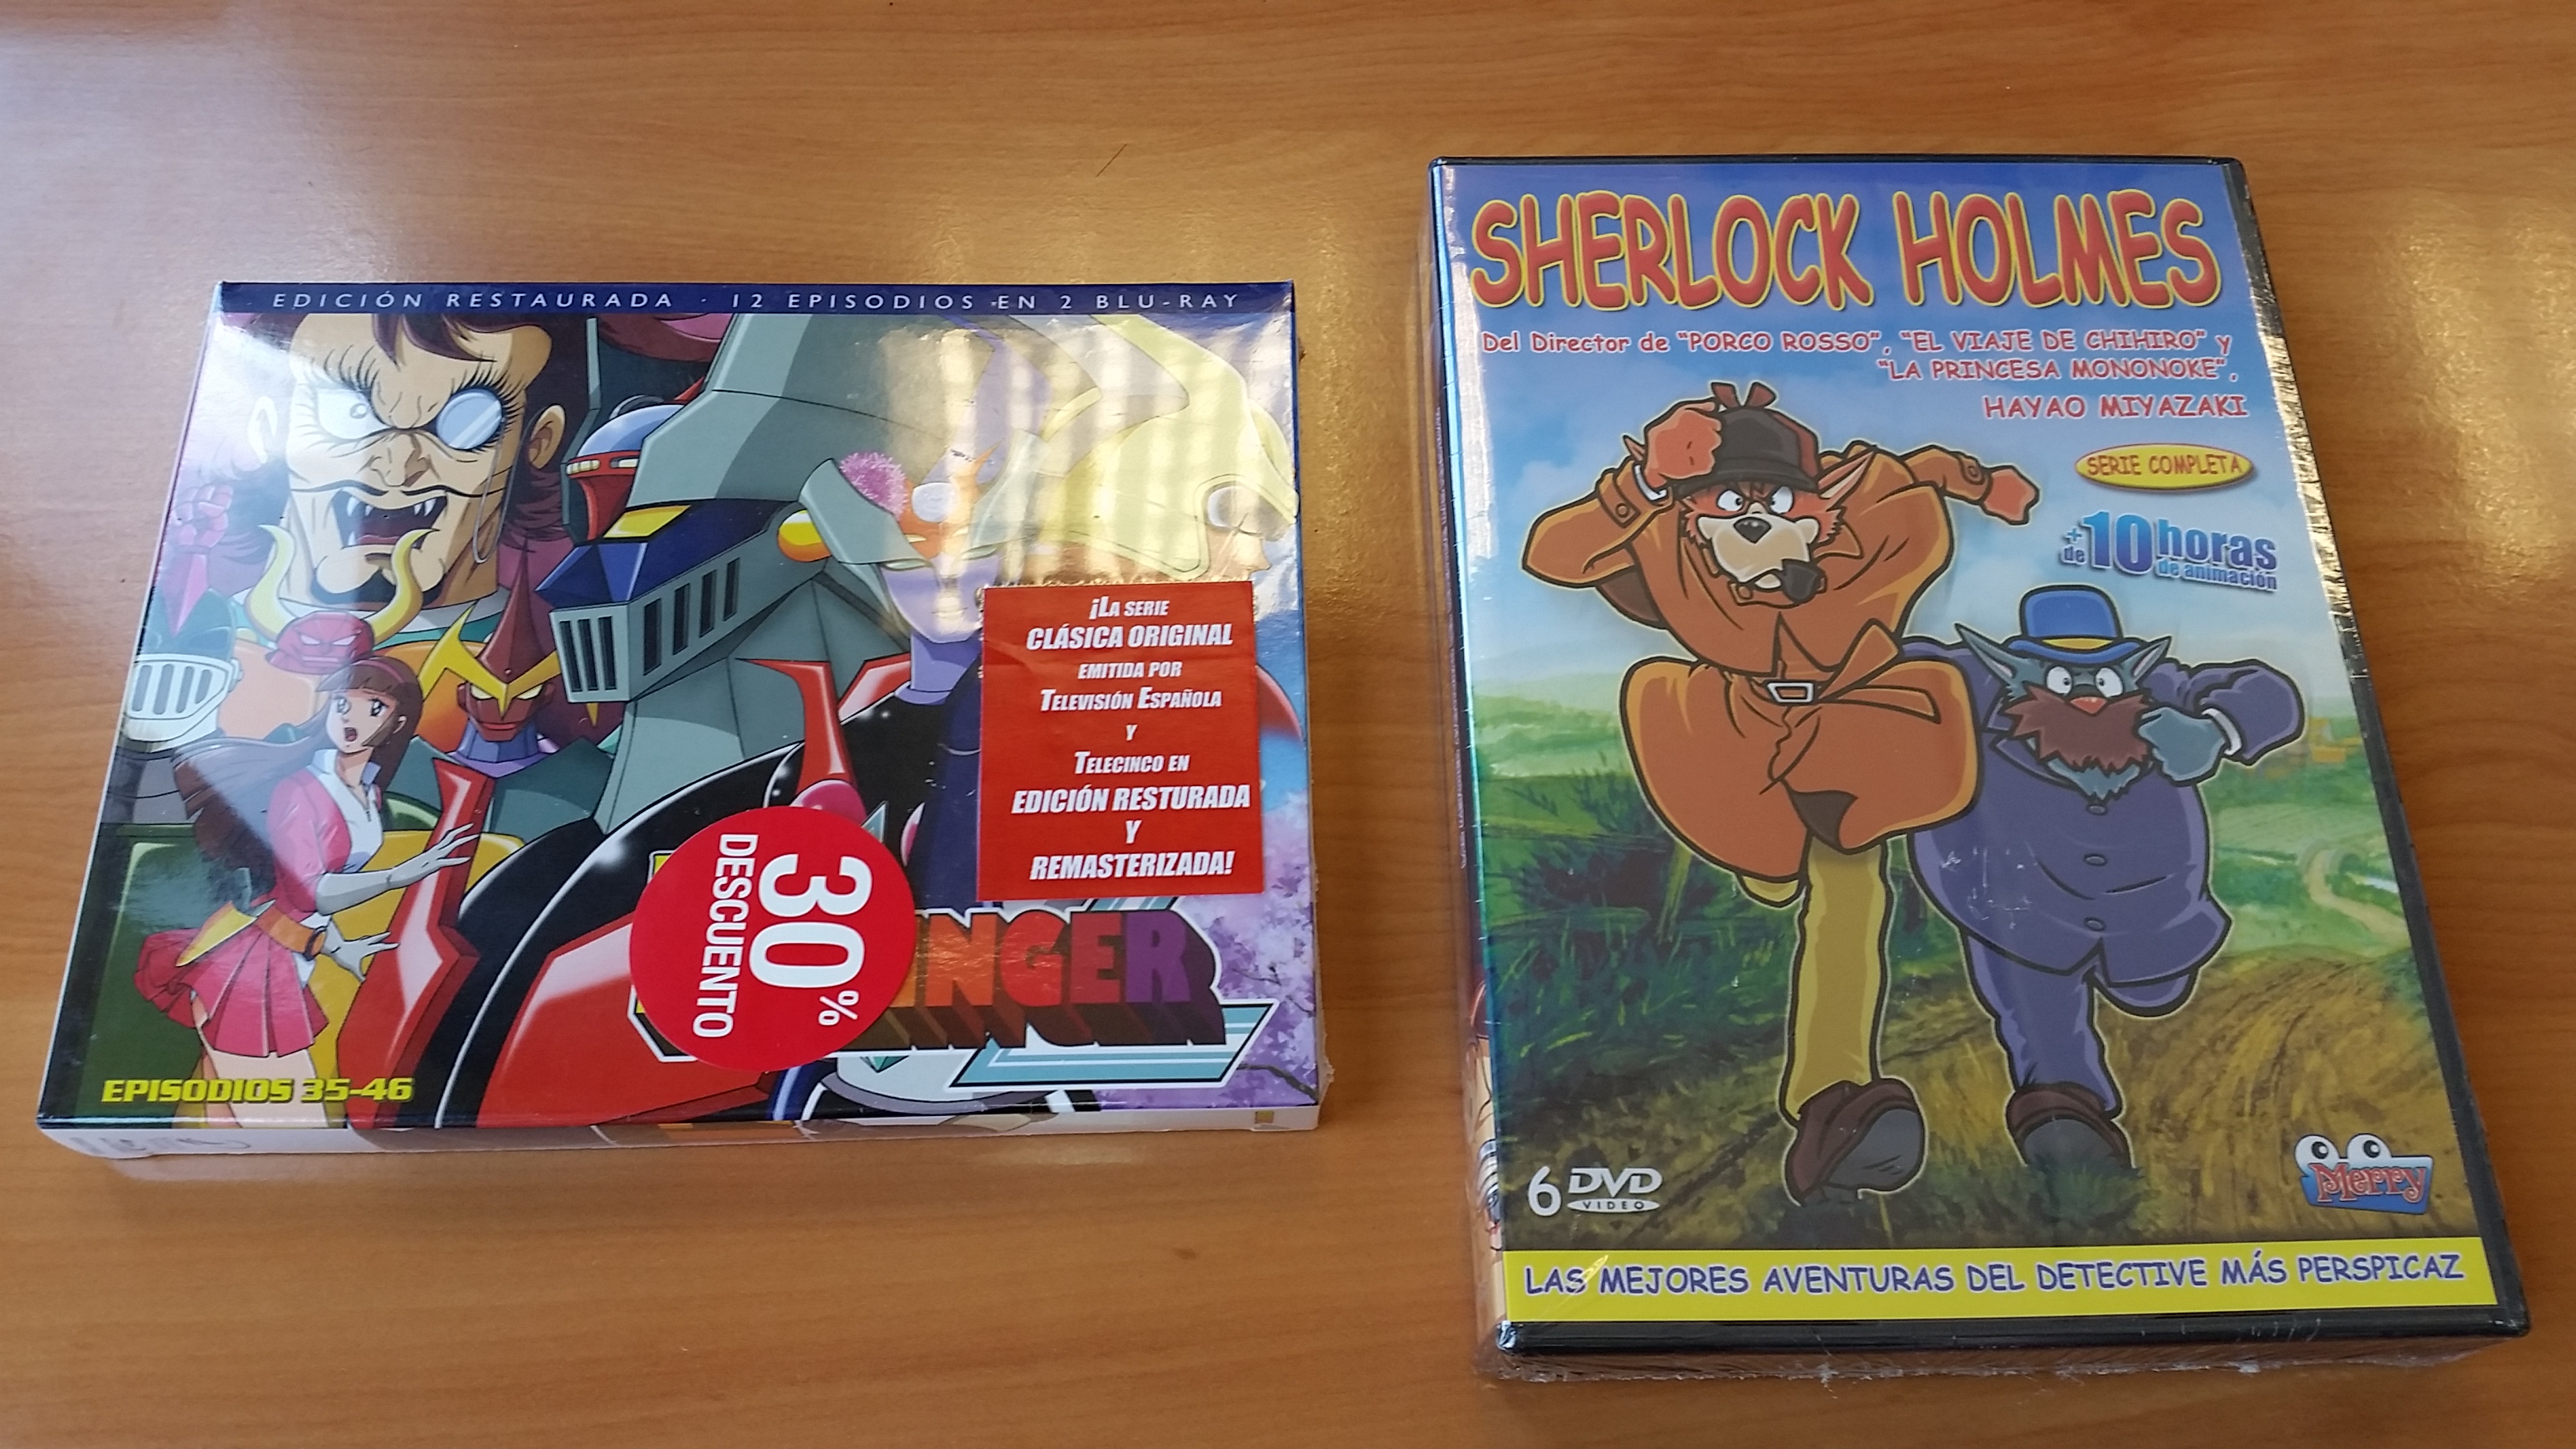 EDICIÓN RESTAURADA · 12 EPISODIOS EN 2 BLU-RAY
¡LA SERIE
CLÁSICA ORIGINAL
EMITIDA POR
TELEVISIÓN ESPAÑOLA
Y
TELECINCO EN
EDICIÓN RESTURADA
Y
REMASTERIZADA!
30%
DESCUENTO
INGER
EPISODIOS 35-46
SHERLOCK HOLMES
Del Director de "PORCO ROSSO", "EL VIAJE DE CHIHIRO" y
"LA PRINCESA MONONOKE",
HAYAO MIYAZAKI
SERIE COMPLETA
+ de 10 horas
de animación
6 DVD
VIDEO
Merry
LAS MEJORES AVENTURAS DEL DETECTIVE MÁS PERSPICAZ